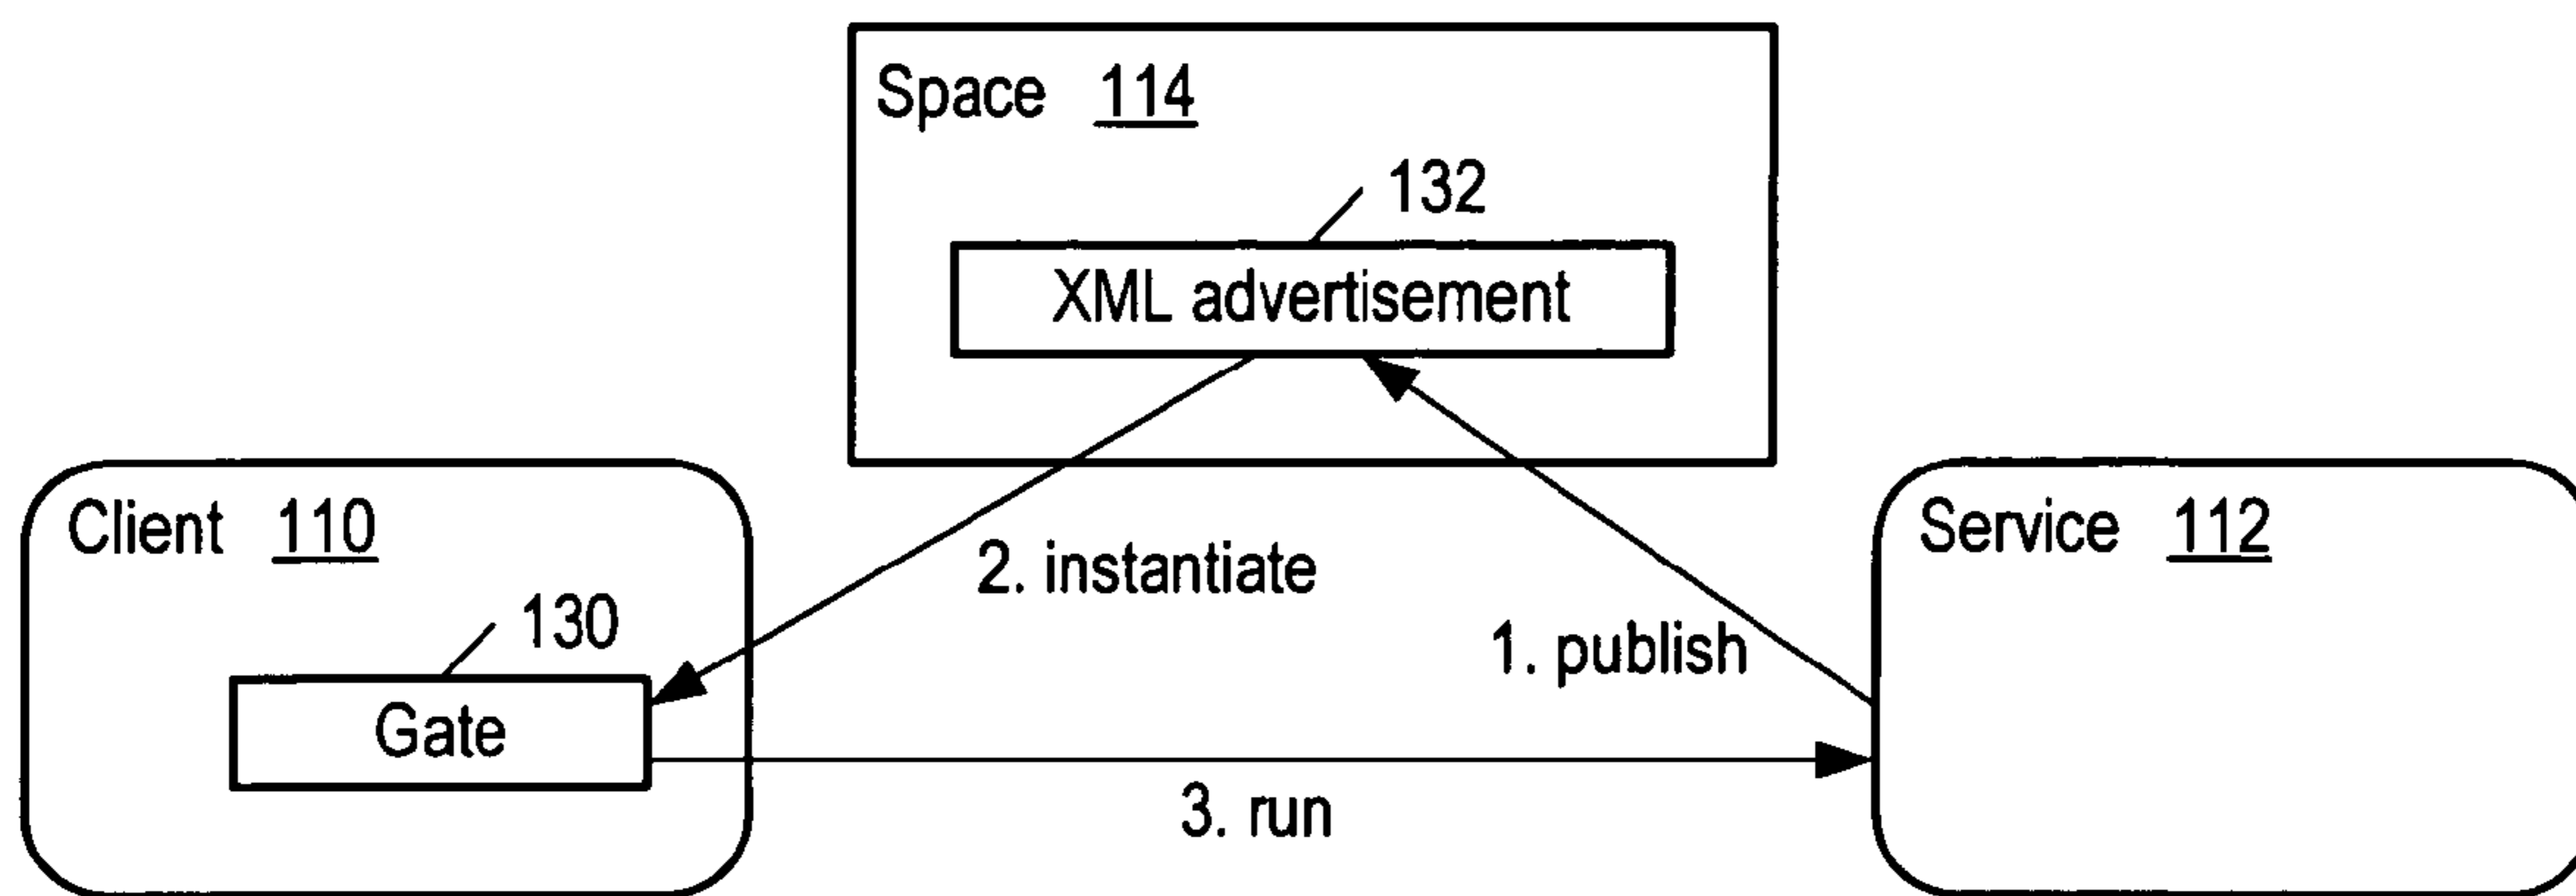 Space 114
132
XML advertisement
Client 110
Service 112
2. instantiate
130
1. publish
Gate
3. run